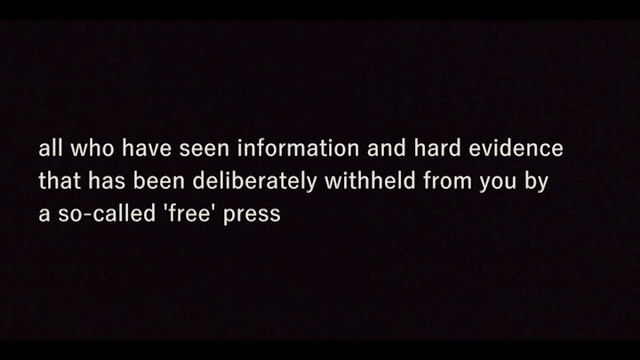 all who have seen information and hard evidence
that has been deliberately withheld from you by
a so-called 'free' press